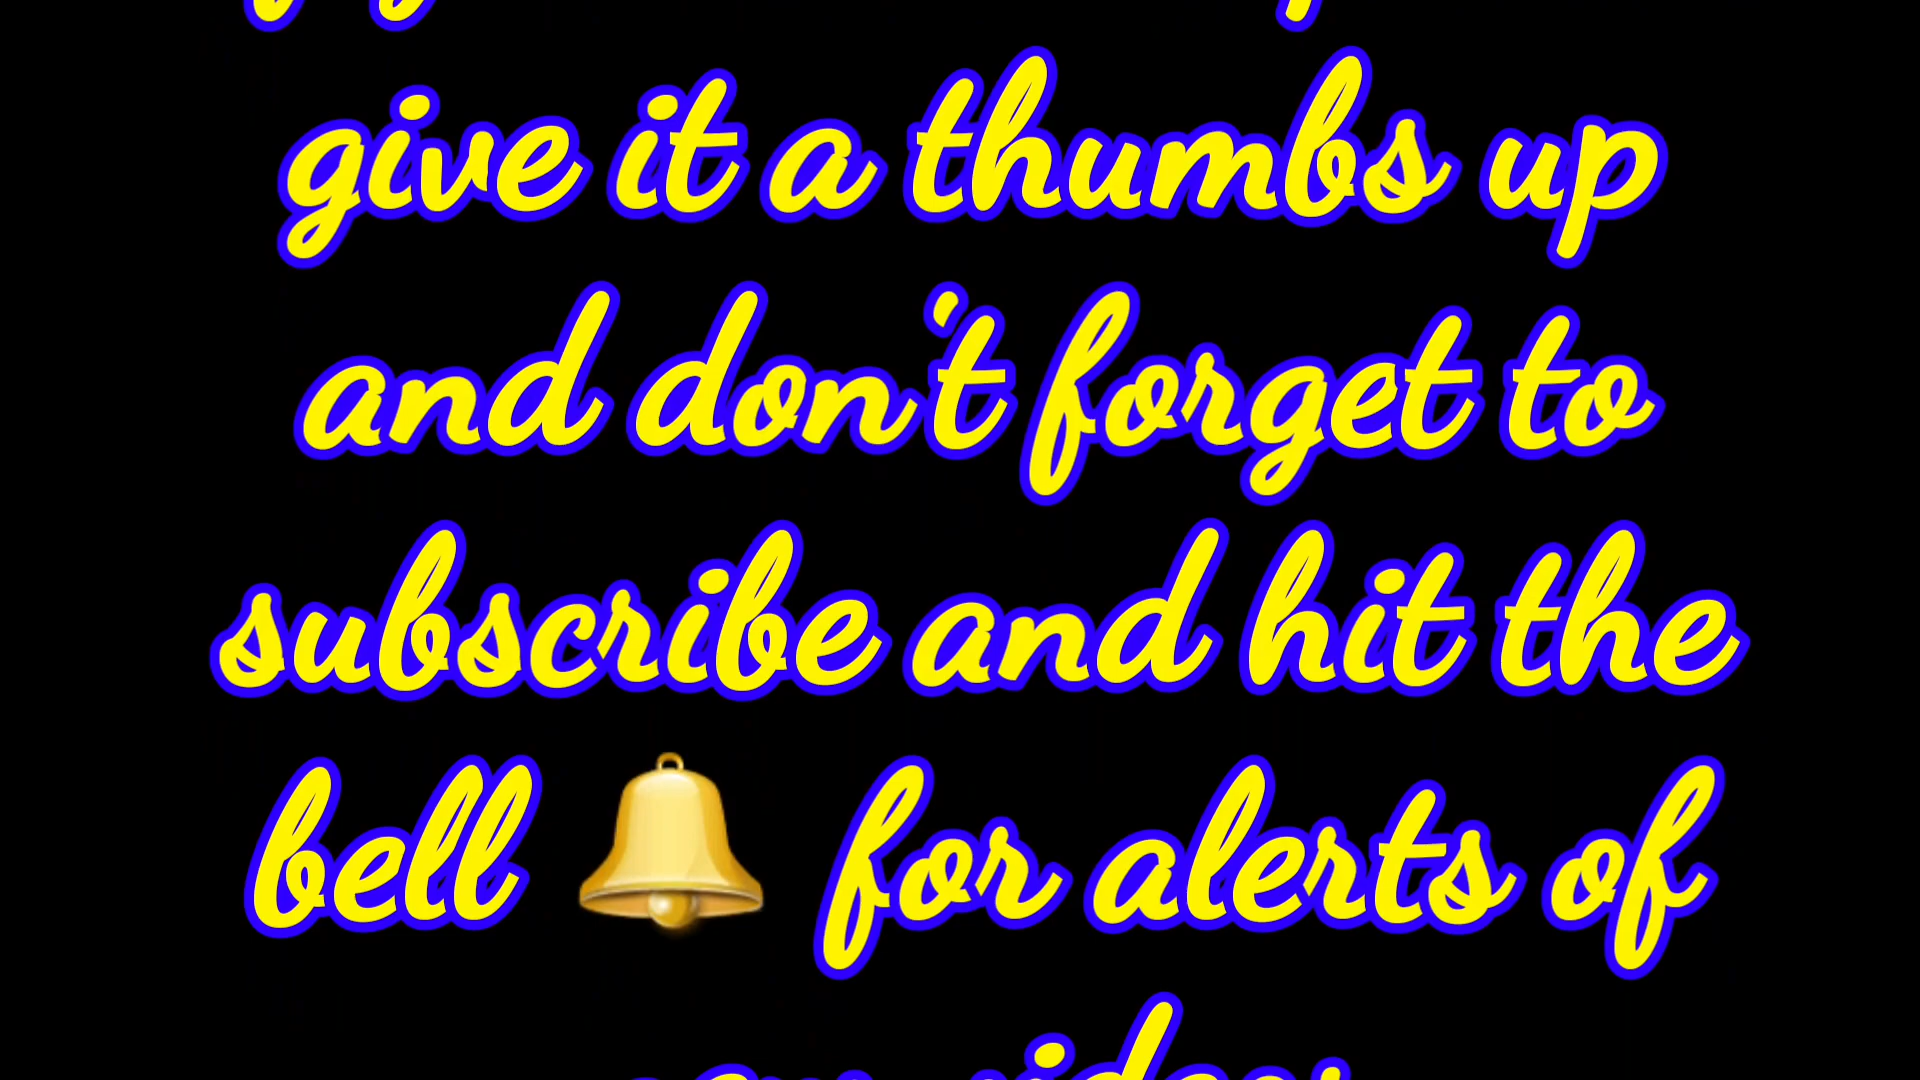 give it a thumbs up
and don't forget to
subscribe and hit the
bell 🔔 for alerts of